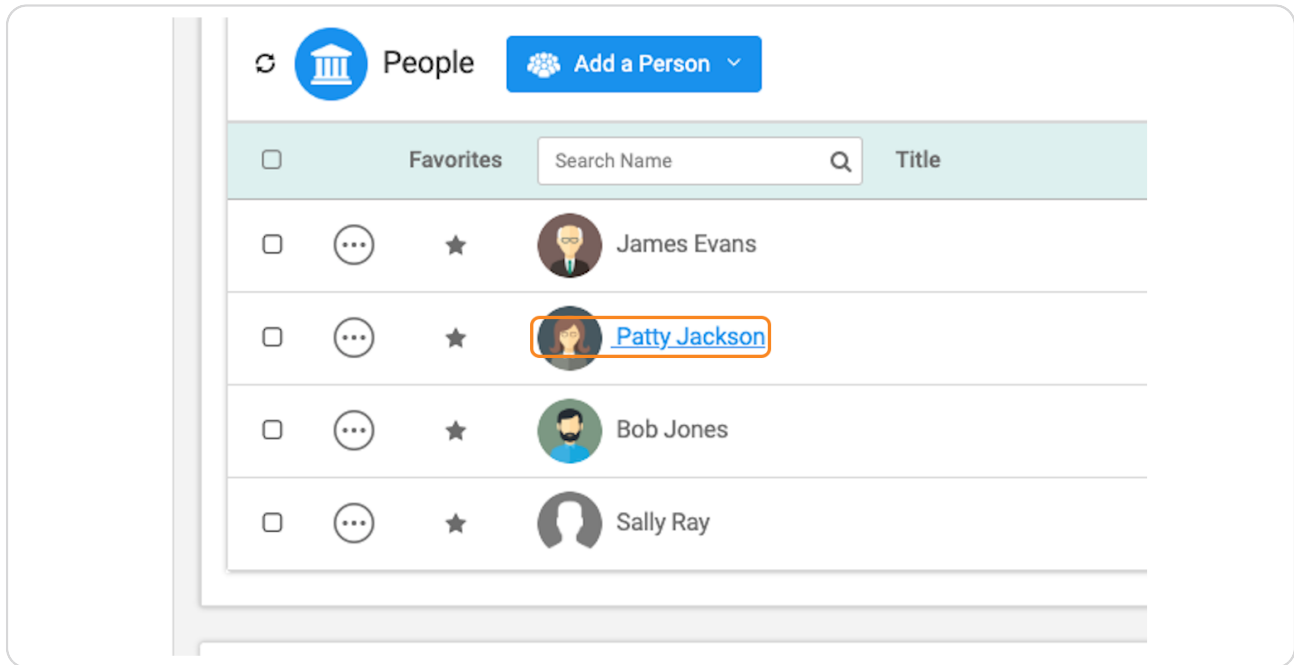 People
Add a Person
Favorites Search Name Title
James Evans
Patty Jackson
Bob Jones
Sally Ray